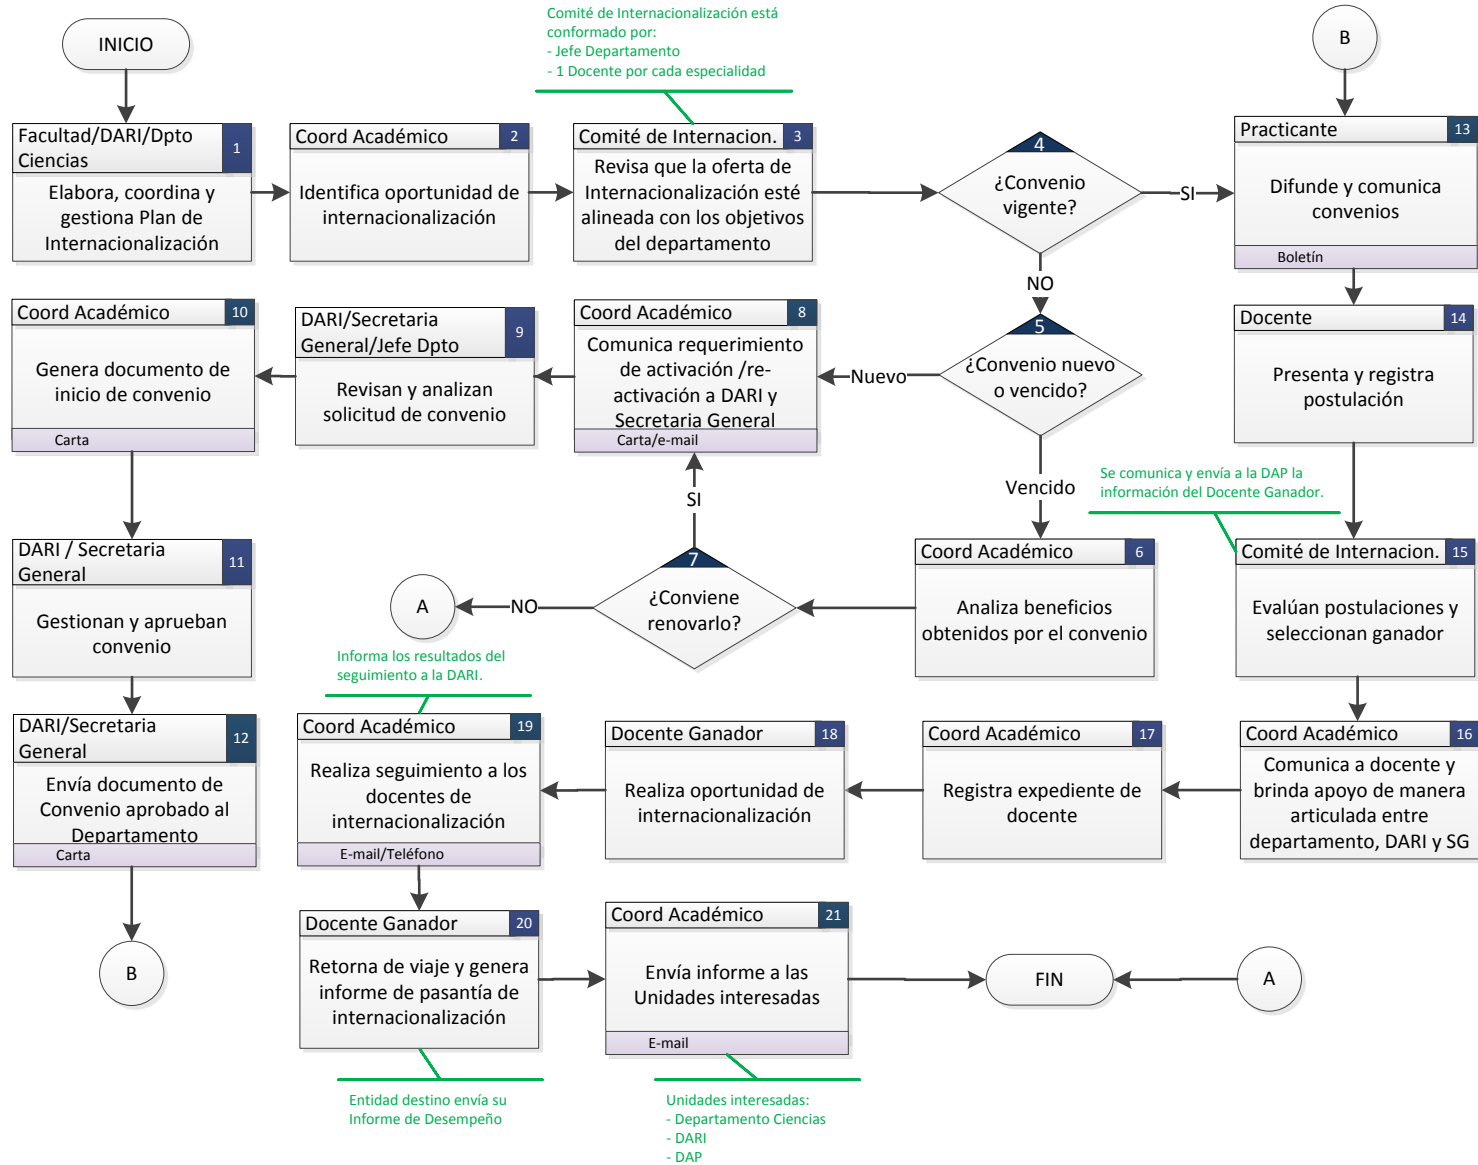 INICIO
Comité de Internacionalización está
conformado por:
- Jefe Departamento
- 1 Docente por cada especialidad
B
Facultad/DARI/Dpto
Ciencias
1
Elabora, coordina y
gestiona Plan de
Internacionalización
Coord Académico
2
Identifica oportunidad de
internacionalización
Comité de Internacion.
3
Revisa que la oferta de
Internacionalización esté
alineada con los objetivos
del departamento
4
¿Convenio
vigente?
SI
NO
Practicante
13
Difunde y comunica
convenios
Boletín
Coord Académico
10
Genera documento de
inicio de convenio
Carta
DARI/Secretaria
General/Jefe Dpto
9
Revisan y analizan
solicitud de convenio
Coord Académico
8
Comunica requerimiento
de activación /re-
activación a DARI y
Secretaria General
Carta/e-mail
Nuevo
5
¿Convenio nuevo
o vencido?
Vencido
Docente
14
Presenta y registra
postulación
SI
Se comunica y envía a la DAP la
información del Docente Ganador.
DARI / Secretaria
General
11
Gestionan y aprueban
convenio
A
NO
7
¿Conviene
renovarlo?
Coord Académico
6
Analiza beneficios
obtenidos por el convenio
Comité de Internacion.
15
Evalúan postulaciones y
seleccionan ganador
Informa los resultados del
seguimiento a la DARI.
DARI/Secretaria
General
12
Envía documento de
Convenio aprobado al
Departamento
Carta
Coord Académico
19
Realiza seguimiento a los
docentes de
internacionalización
E-mail/Teléfono
Docente Ganador
18
Realiza oportunidad de
internacionalización
Coord Académico
17
Registra expediente de
docente
Coord Académico
16
Comunica a docente y
brinda apoyo de manera
articulada entre
departamento, DARI y SG
B
Docente Ganador
20
Retorna de viaje y genera
informe de pasantía de
internacionalización
Coord Académico
21
Envía informe a las
Unidades interesadas
E-mail
FIN
A
Entidad destino envía su
Informe de Desempeño
Unidades interesadas:
- Departamento Ciencias
- DARI
- DAP